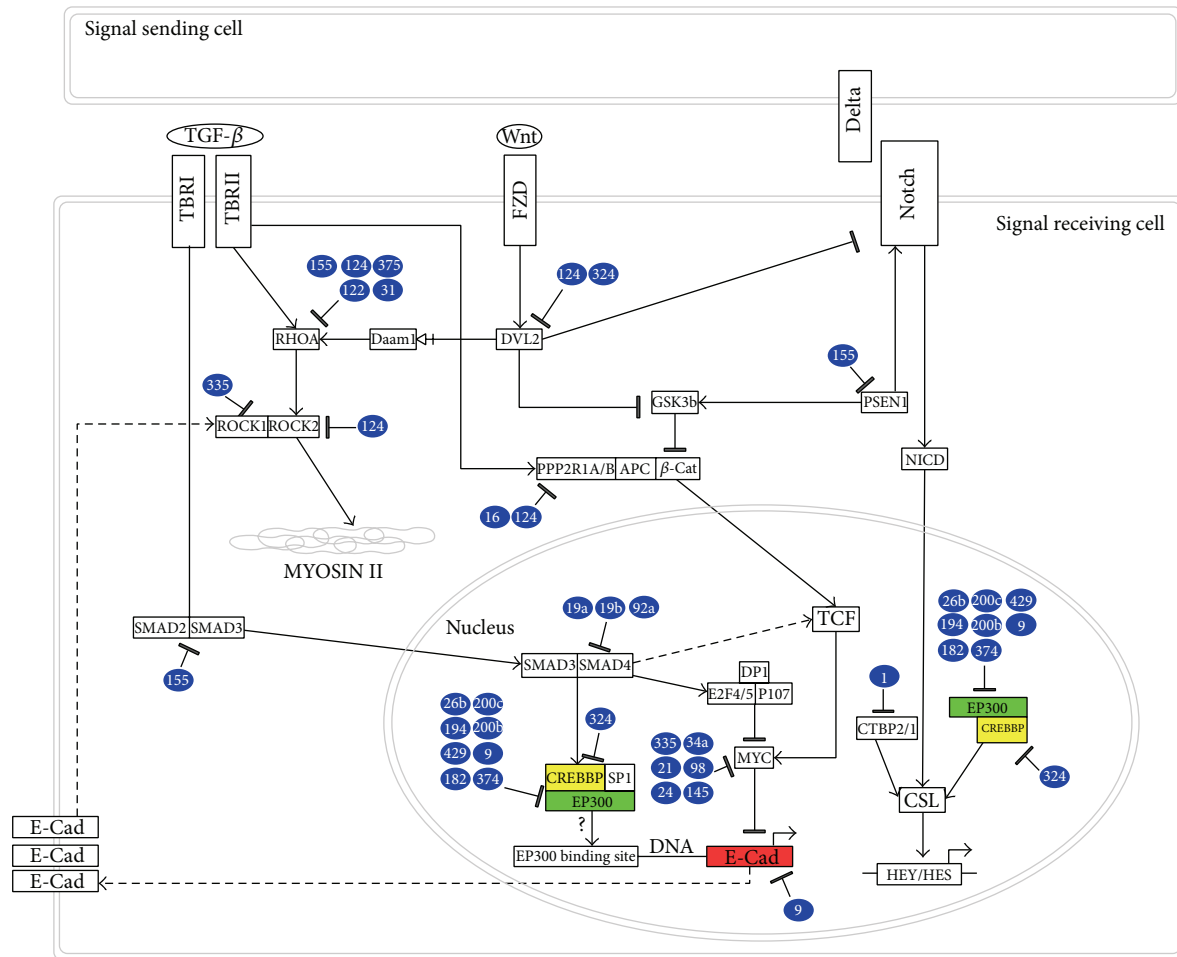 Signal sending cell
Delta
TGF-β
Wnt
TBRI
TBRII
FZD
Notch
Signal receiving cell
155 124 375
122 31
124 324
RHOA
Daam1
DVL2
155
335
GSK3b
PSEN1
ROCK1 ROCK2
124
NICD
PPP2R1A/B APC β-Cat
16 124
MYOSIN II
19a 19b 92a
26b 200c 429
194 200b 9
182 374
Nucleus
TCF
SMAD2 SMAD3
155
SMAD3 SMAD4
DP1
E2F4/5 P107
1
26b 200c
194 200b
429 9
182 374
324
EP300
CREBBP
CTBP2/1
335 34a
21 98
24 145
MYC
324
CREBBP SP1
EP300
CSL
?
E-Cad
E-Cad
E-Cad
EP300 binding site
DNA
E-Cad
HEY/HES
9